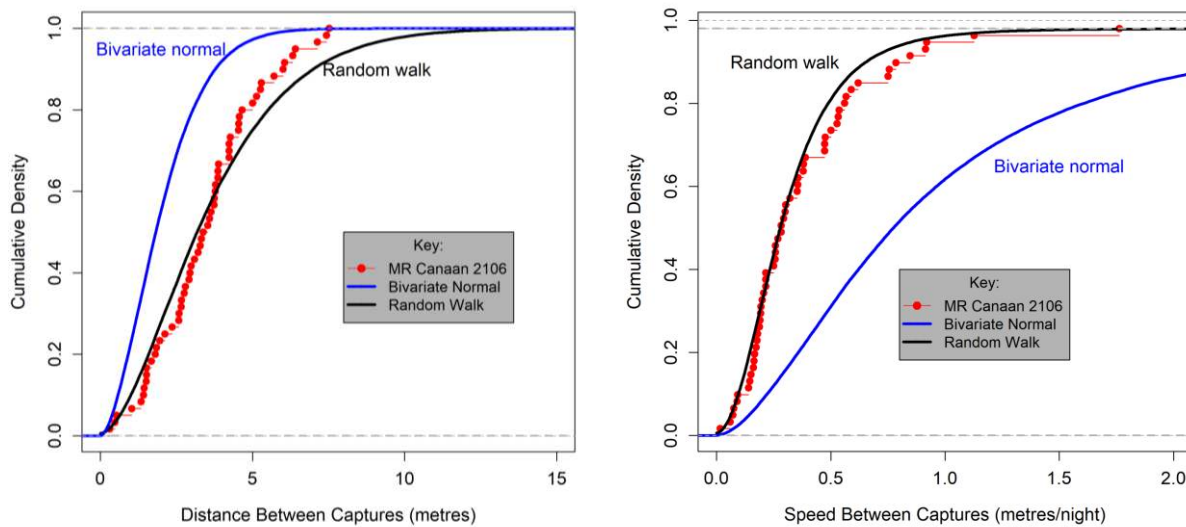 Bivariate normal
Random walk
Key:
MR Canaan 2106
Bivariate Normal
Random Walk
Cumulative Density
0.0
0.2
0.4
0.6
0.8
1.0
0
5
10
15
Distance Between Captures (metres)
Random walk
Bivariate normal
Key:
MR Canaan 2106
Bivariate Normal
Random Walk
Cumulative Density
0.0
0.2
0.4
0.6
0.8
1.0
0.0
0.5
1.0
1.5
2.0
Speed Between Captures (metres/night)